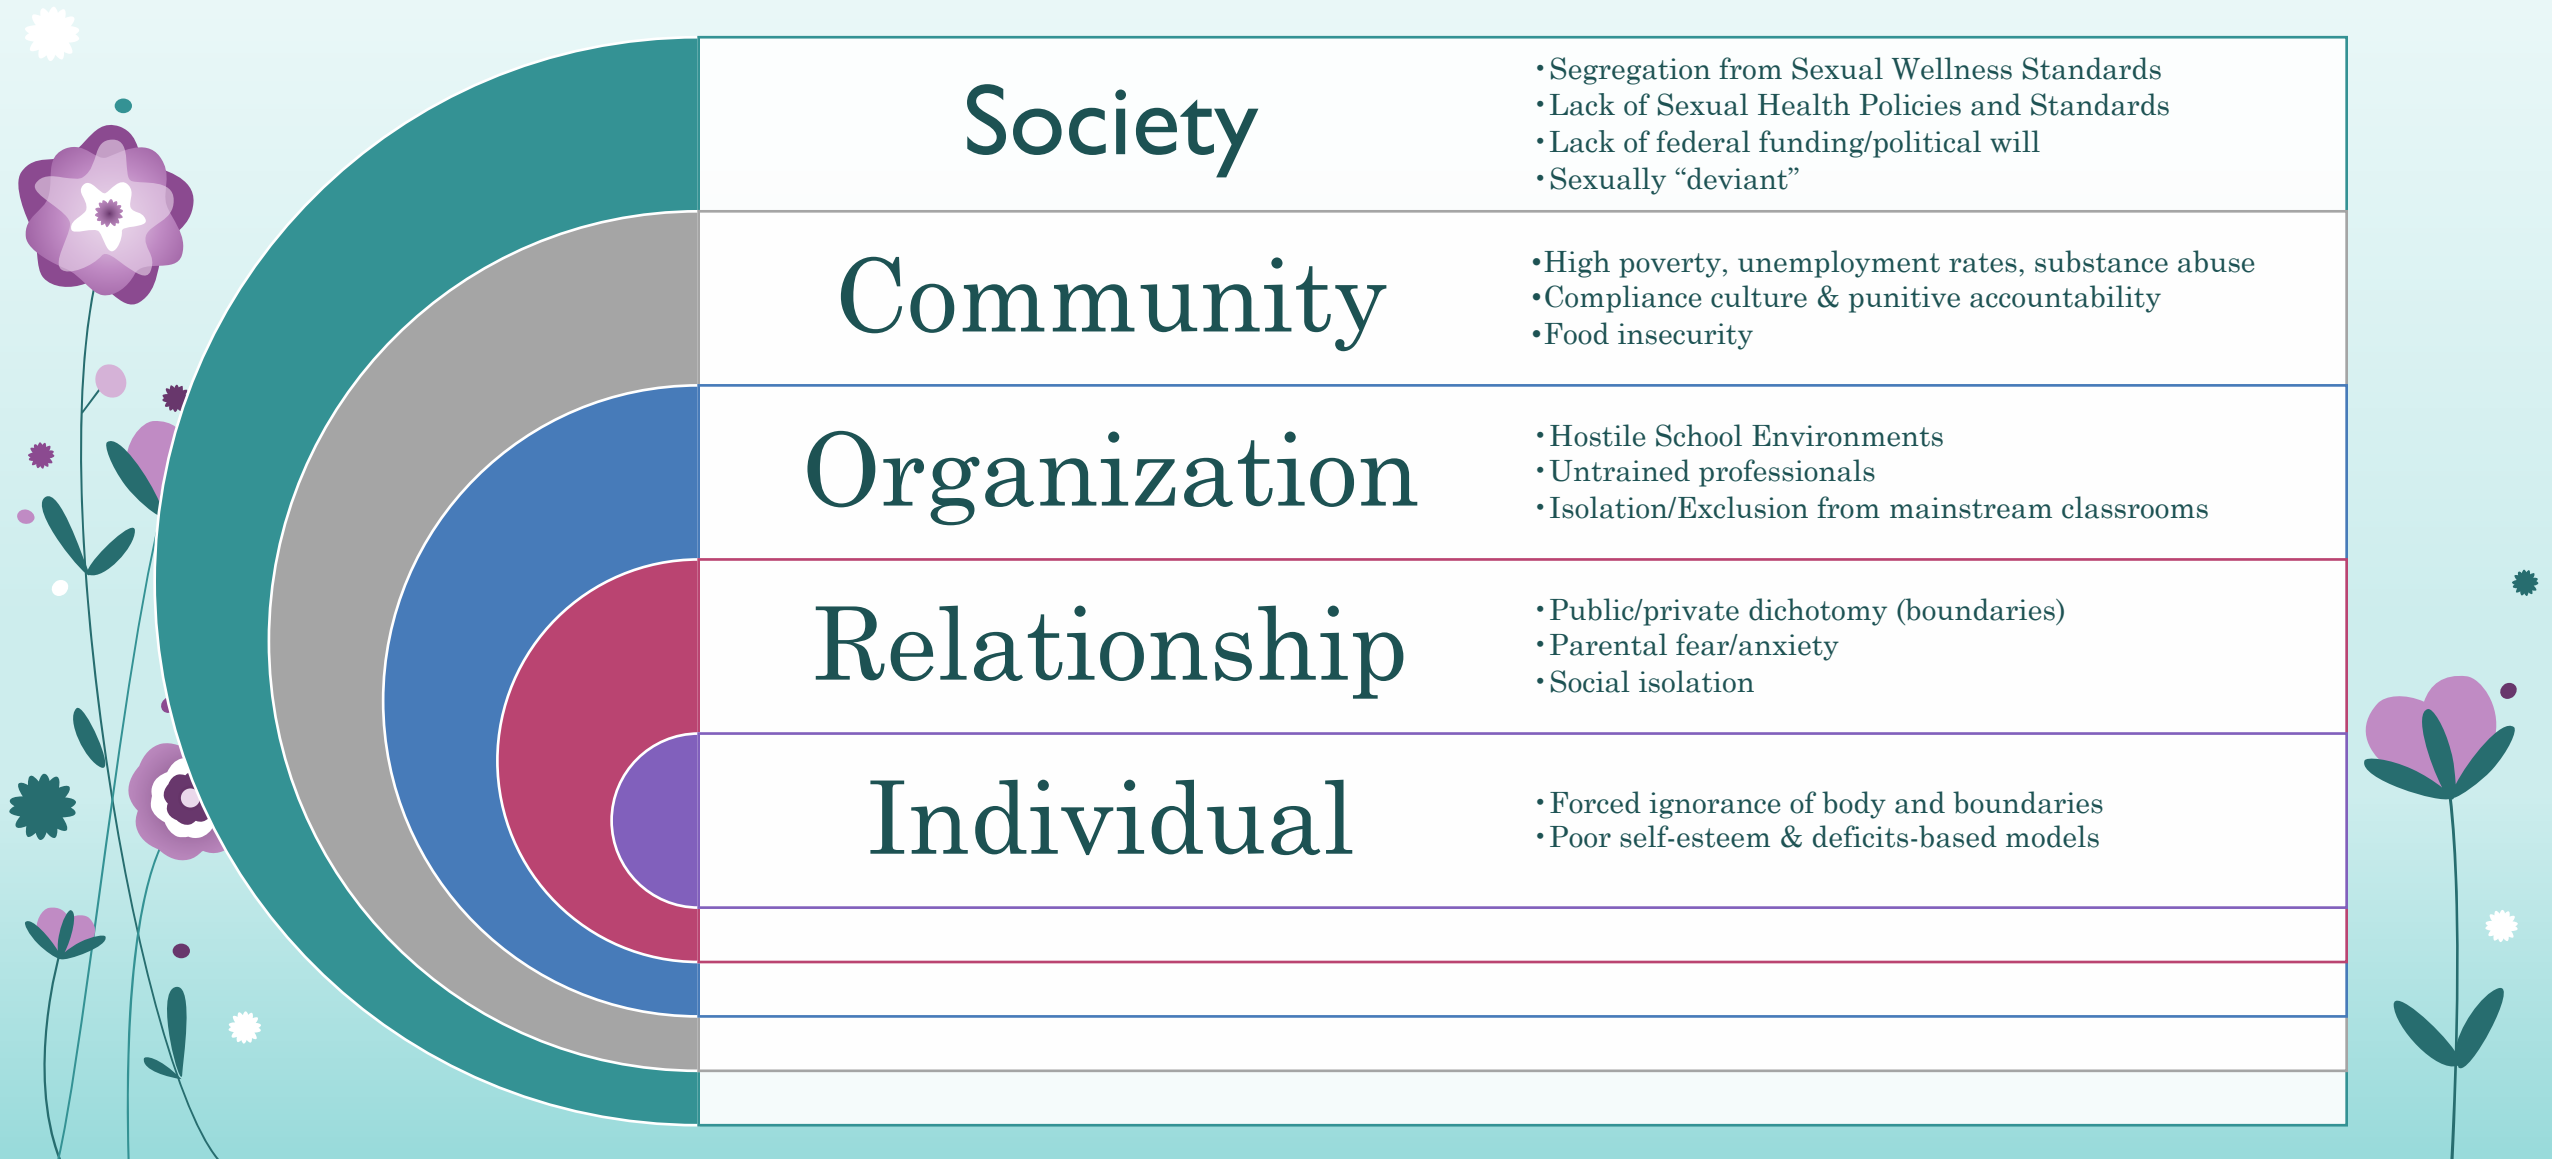 Society
•Segregation from Sexual Wellness Standards
•Lack of Sexual Health Policies and Standards
•Lack of federal funding/political will
•Sexually “deviant”
Community
•High poverty, unemployment rates, substance abuse
•Compliance culture & punitive accountability
•Food insecurity
Organization
•Hostile School Environments
•Untrained professionals
•Isolation/Exclusion from mainstream classrooms
Relationship
•Public/private dichotomy (boundaries)
•Parental fear/anxiety
•Social isolation
Individual
•Forced ignorance of body and boundaries
•Poor self-esteem & deficits-based models